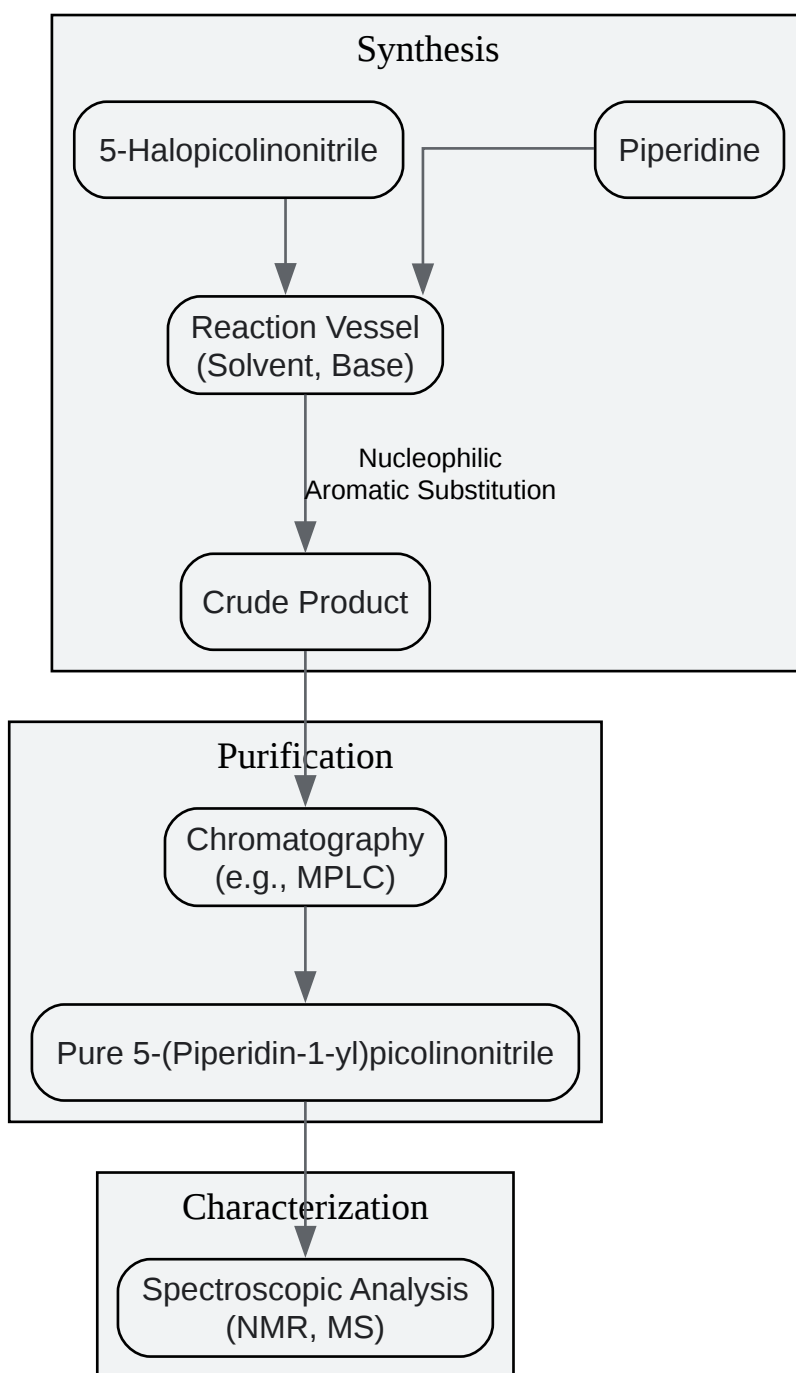 Synthesis
5-Halopicolinonitrile
Piperidine
Reaction Vessel
(Solvent, Base)
Nucleophilic
Aromatic Substitution
Crude Product
Purification
Chromatography
(e.g., MPLC)
Pure 5-(Piperidin-1-yl)picolinonitrile
Characterization
Spectroscopic Analysis
(NMR, MS)